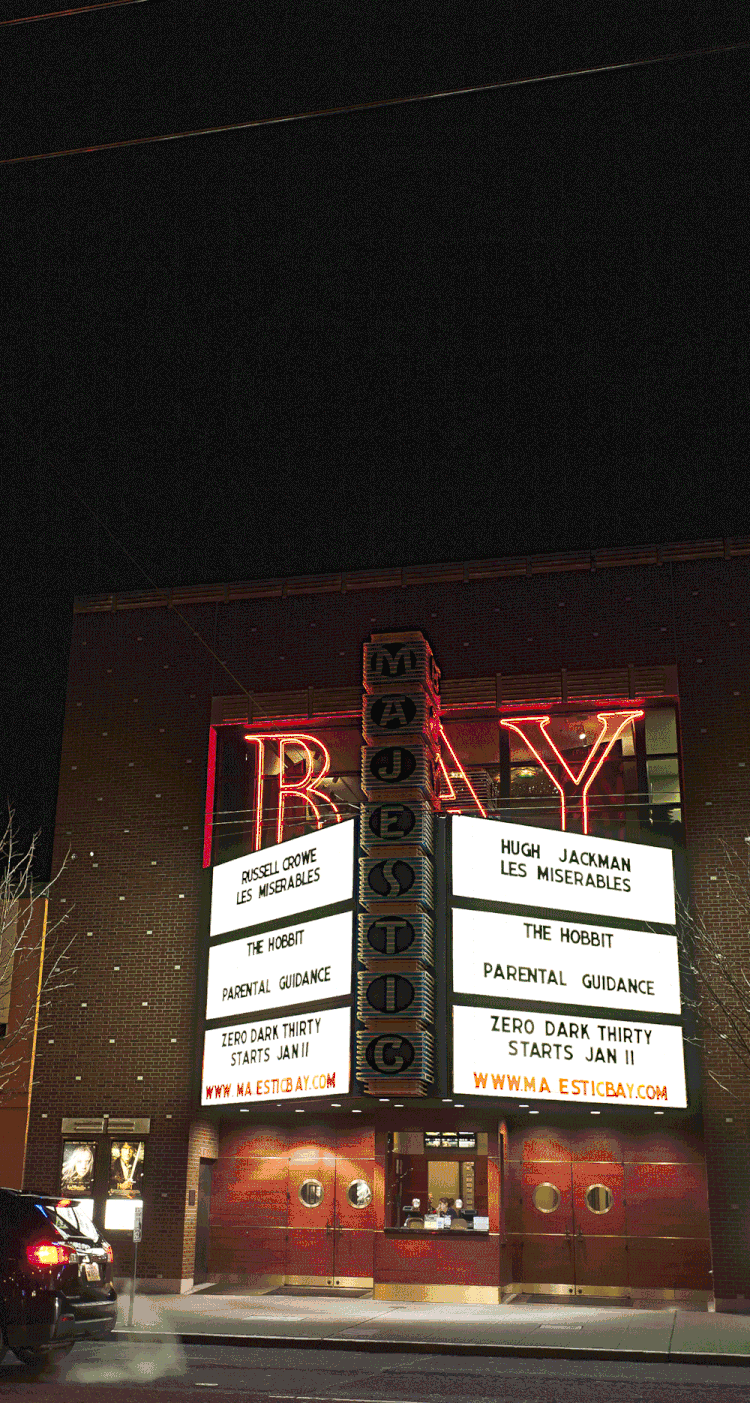 MAJESTIC
BAY
RUSSELL CROWE
LES MISERABLES
THE HOBBIT
PARENTAL GUIDANCE
ZERO DARK THIRTY
STARTS JAN 11
WWW.MA ESTICBAY.COM
HUGH JACKMAN
LES MISERABLES
THE HOBBIT
PARENTAL GUIDANCE
ZERO DARK THIRTY
STARTS JAN 11
WWW.MA ESTICBAY.COM